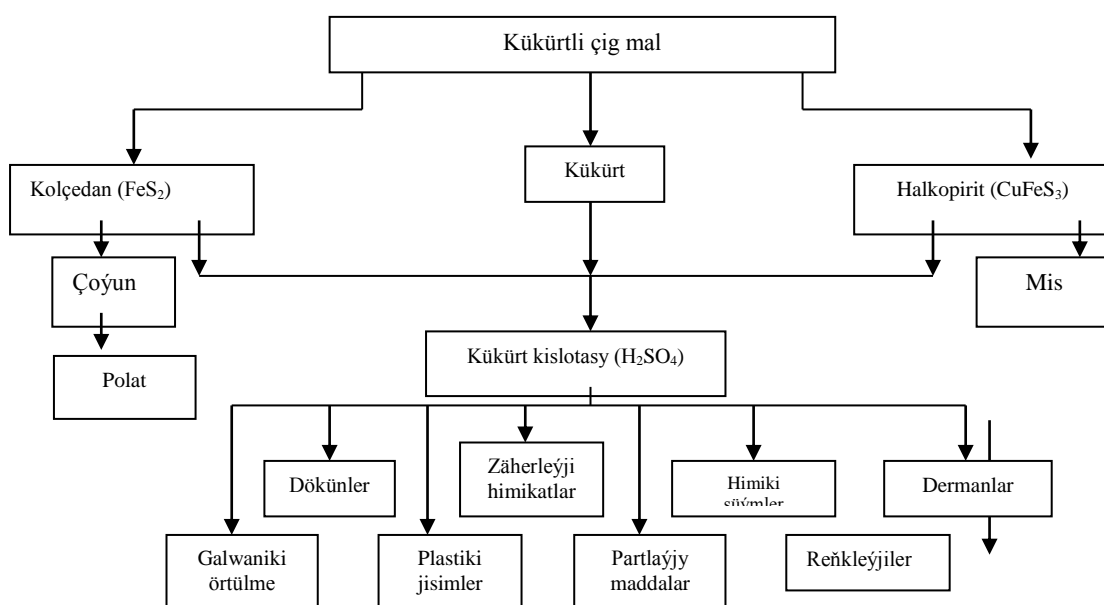 Kükürtli çig mal
Kolçedan (FeS₂)
Kükürt
Halkopirit (CuFeS₃)
Çoýun
Mis
Kükürt kislotasy (H₂SO₄)
Polat
Dökünler
Zäherleýji
himikatlar
Himiki
süýmler
Dermanlar
Galwaniki
örtülme
Plastiki
jisimler
Partlaýjy
maddalar
Reňkleýjiler